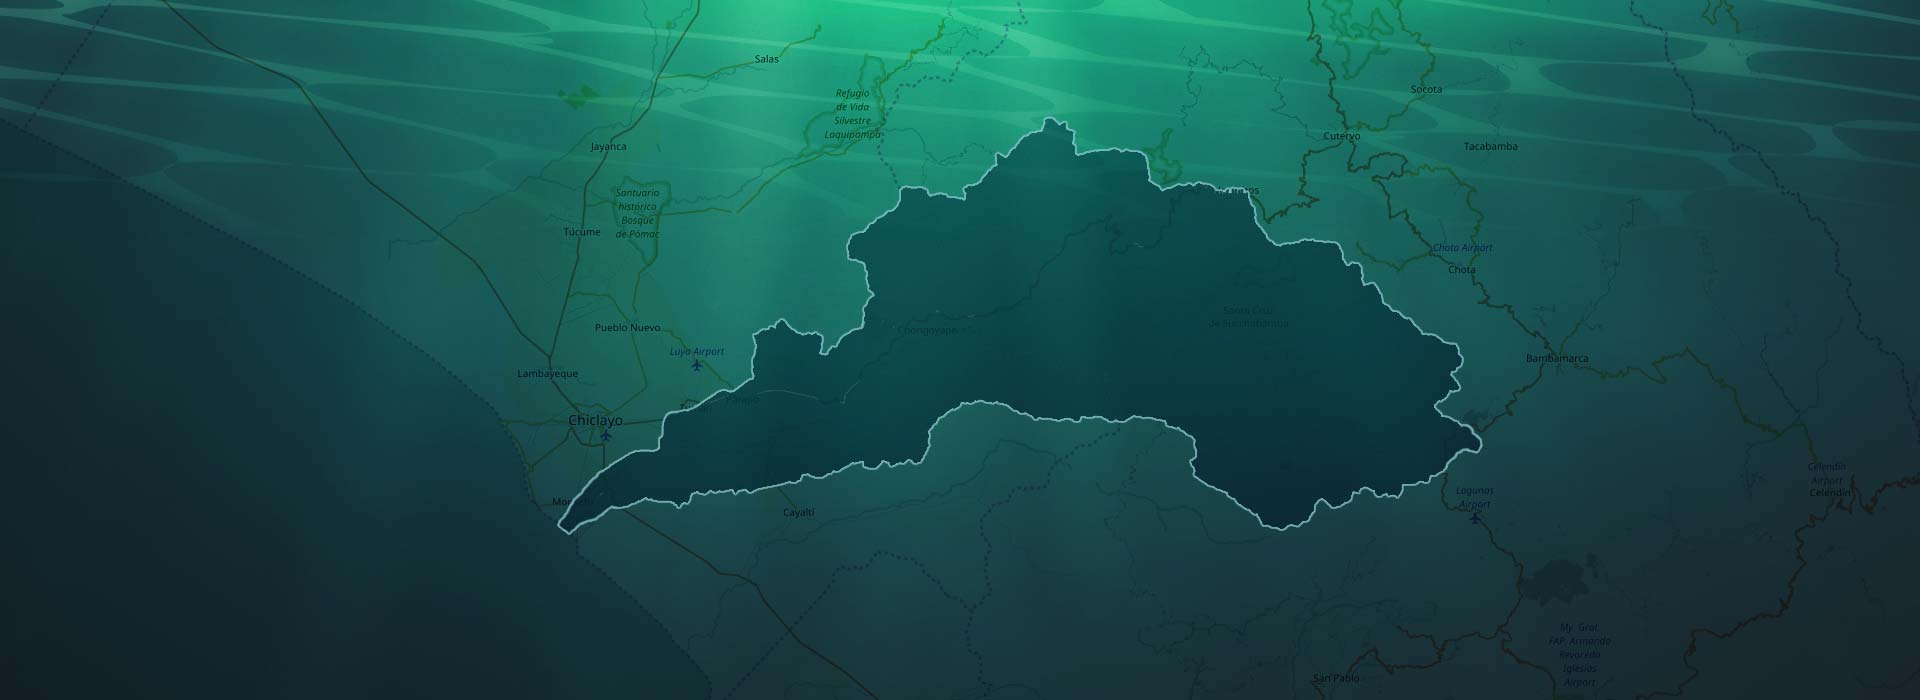 Salas
Socota
Refugio
de Vida
Silvestre
Laquipampa
Cutervo
Jayanca
Tacabamba
Santuario
histórico
Bosque
de Pómac
Túcume
Chota Airport
Chota
Santa Cruz
de Succhabamba
Pueblo Nuevo
Chongoyape
Luya Airport
Bambamarca
Lambayeque
Chiclayo
Celendín
Airport
Celendín
Lagunas
Airport
Cayaltí
My. Gral.
FAP. Armando
Revoredo
Iglesias
Airport
San Pablo